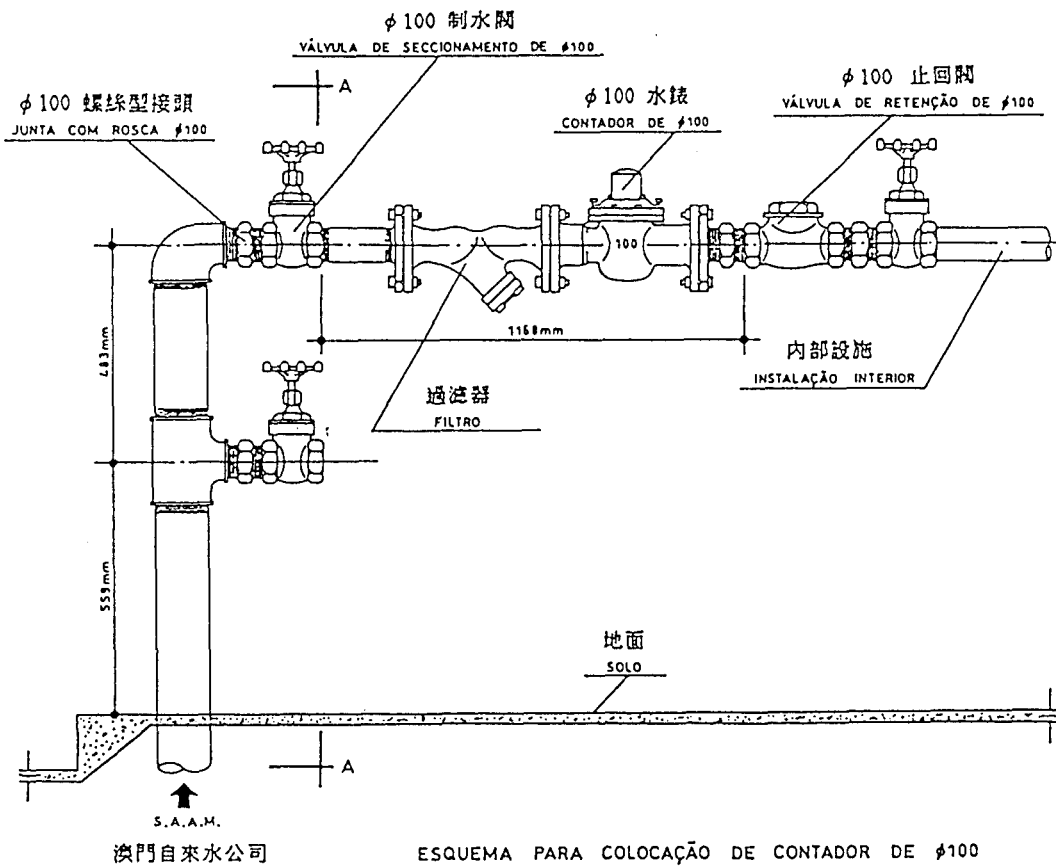 ϕ100 制水閥
VÁLVULA DE SECCIONAMENTO DE ϕ100
A
ϕ100 螺絲型接頭
JUNTA COM ROSCA ϕ100
ϕ100 水錶
CONTADOR DE ϕ100
ϕ100 止回閥
VÁLVULA DE RETENÇÃO DE ϕ100
100
1168mm
483mm
過濾器
FILTRO
內部設施
INSTALAÇÃO INTERIOR
559mm
地面
SOLO
A
S.A.A.M.
澳門自來水公司
ESQUEMA PARA COLOCAÇÃO DE CONTADOR DE ϕ100